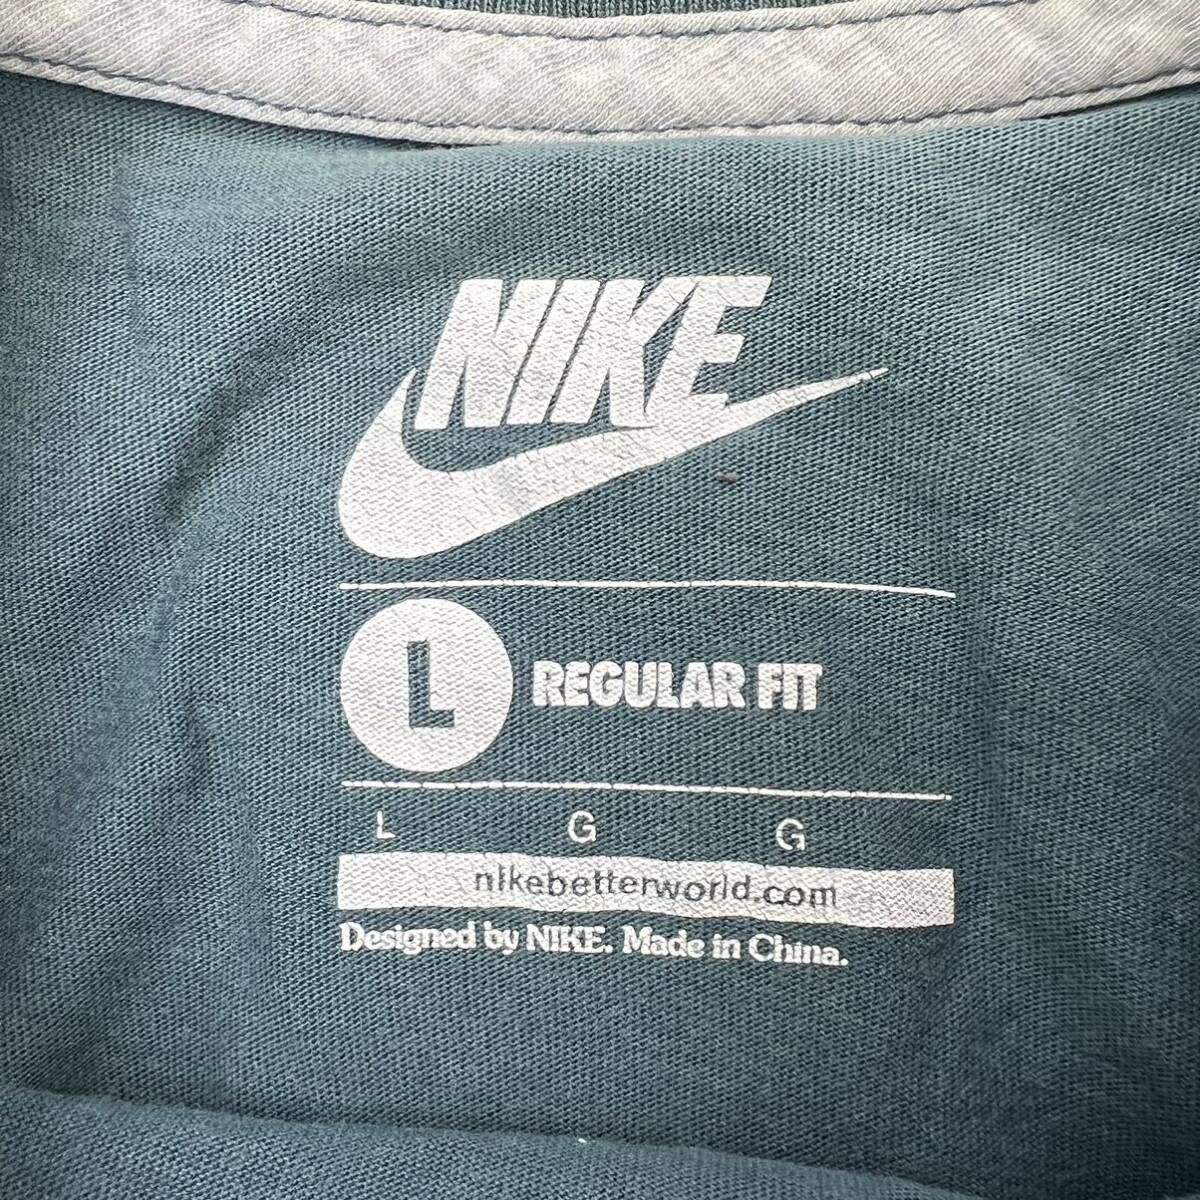 NIKE
L REGULAR FIT
L G G
nikebetterworld.com
Designed by NIKE. Made in China.